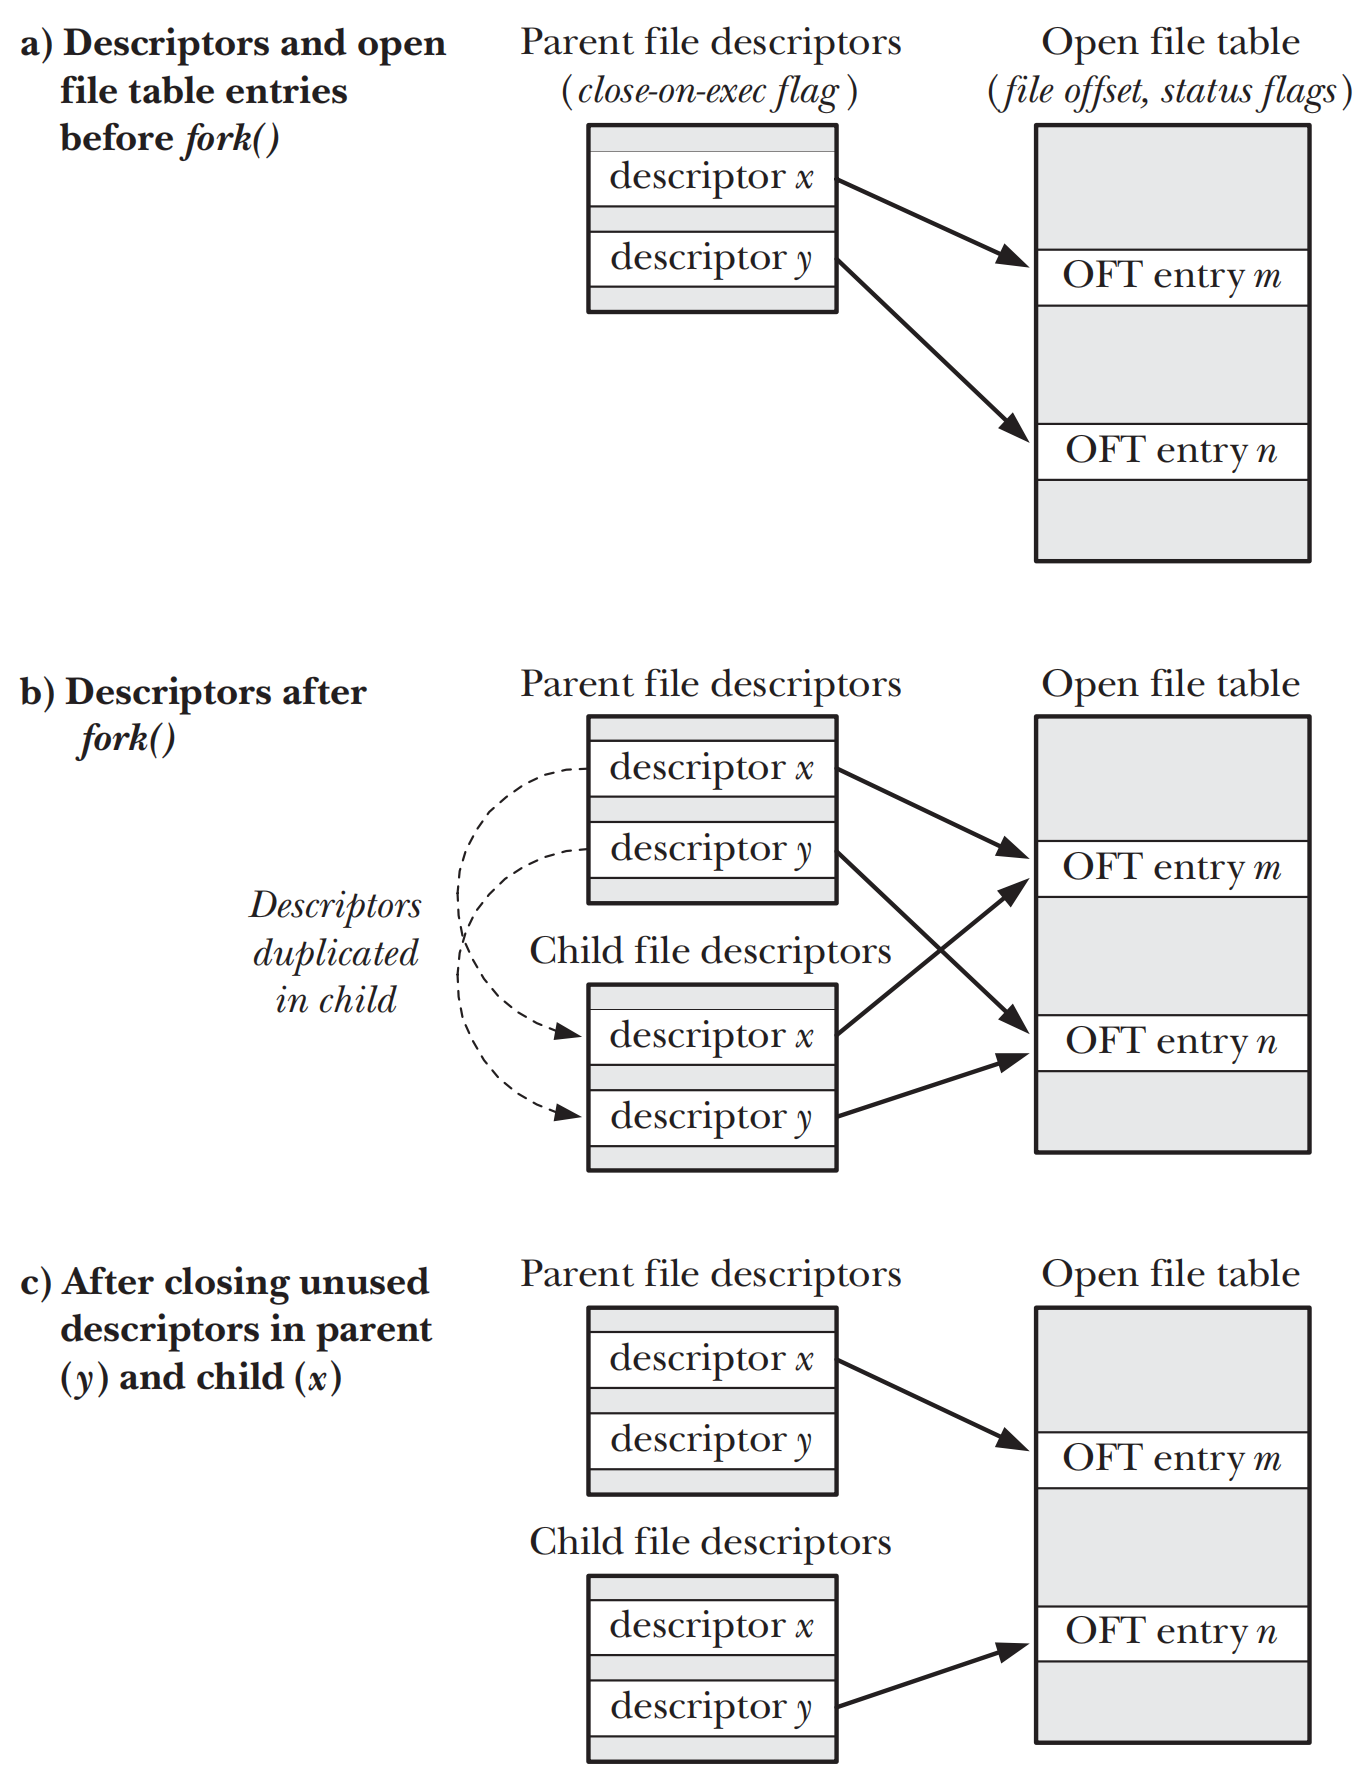 a) Descriptors and open
file table entries
before fork()
Parent file descriptors
(close-on-exec flag)
descriptor x
descriptor y
Open file table
(file offset, status flags)
OFT entry m
OFT entry n
b) Descriptors after
fork()
Descriptors
duplicated
in child
Parent file descriptors
descriptor x
descriptor y
Child file descriptors
descriptor x
descriptor y
Open file table
OFT entry m
OFT entry n
c) After closing unused
descriptors in parent
(y) and child (x)
Parent file descriptors
descriptor x
descriptor y
Child file descriptors
descriptor x
descriptor y
Open file table
OFT entry m
OFT entry n